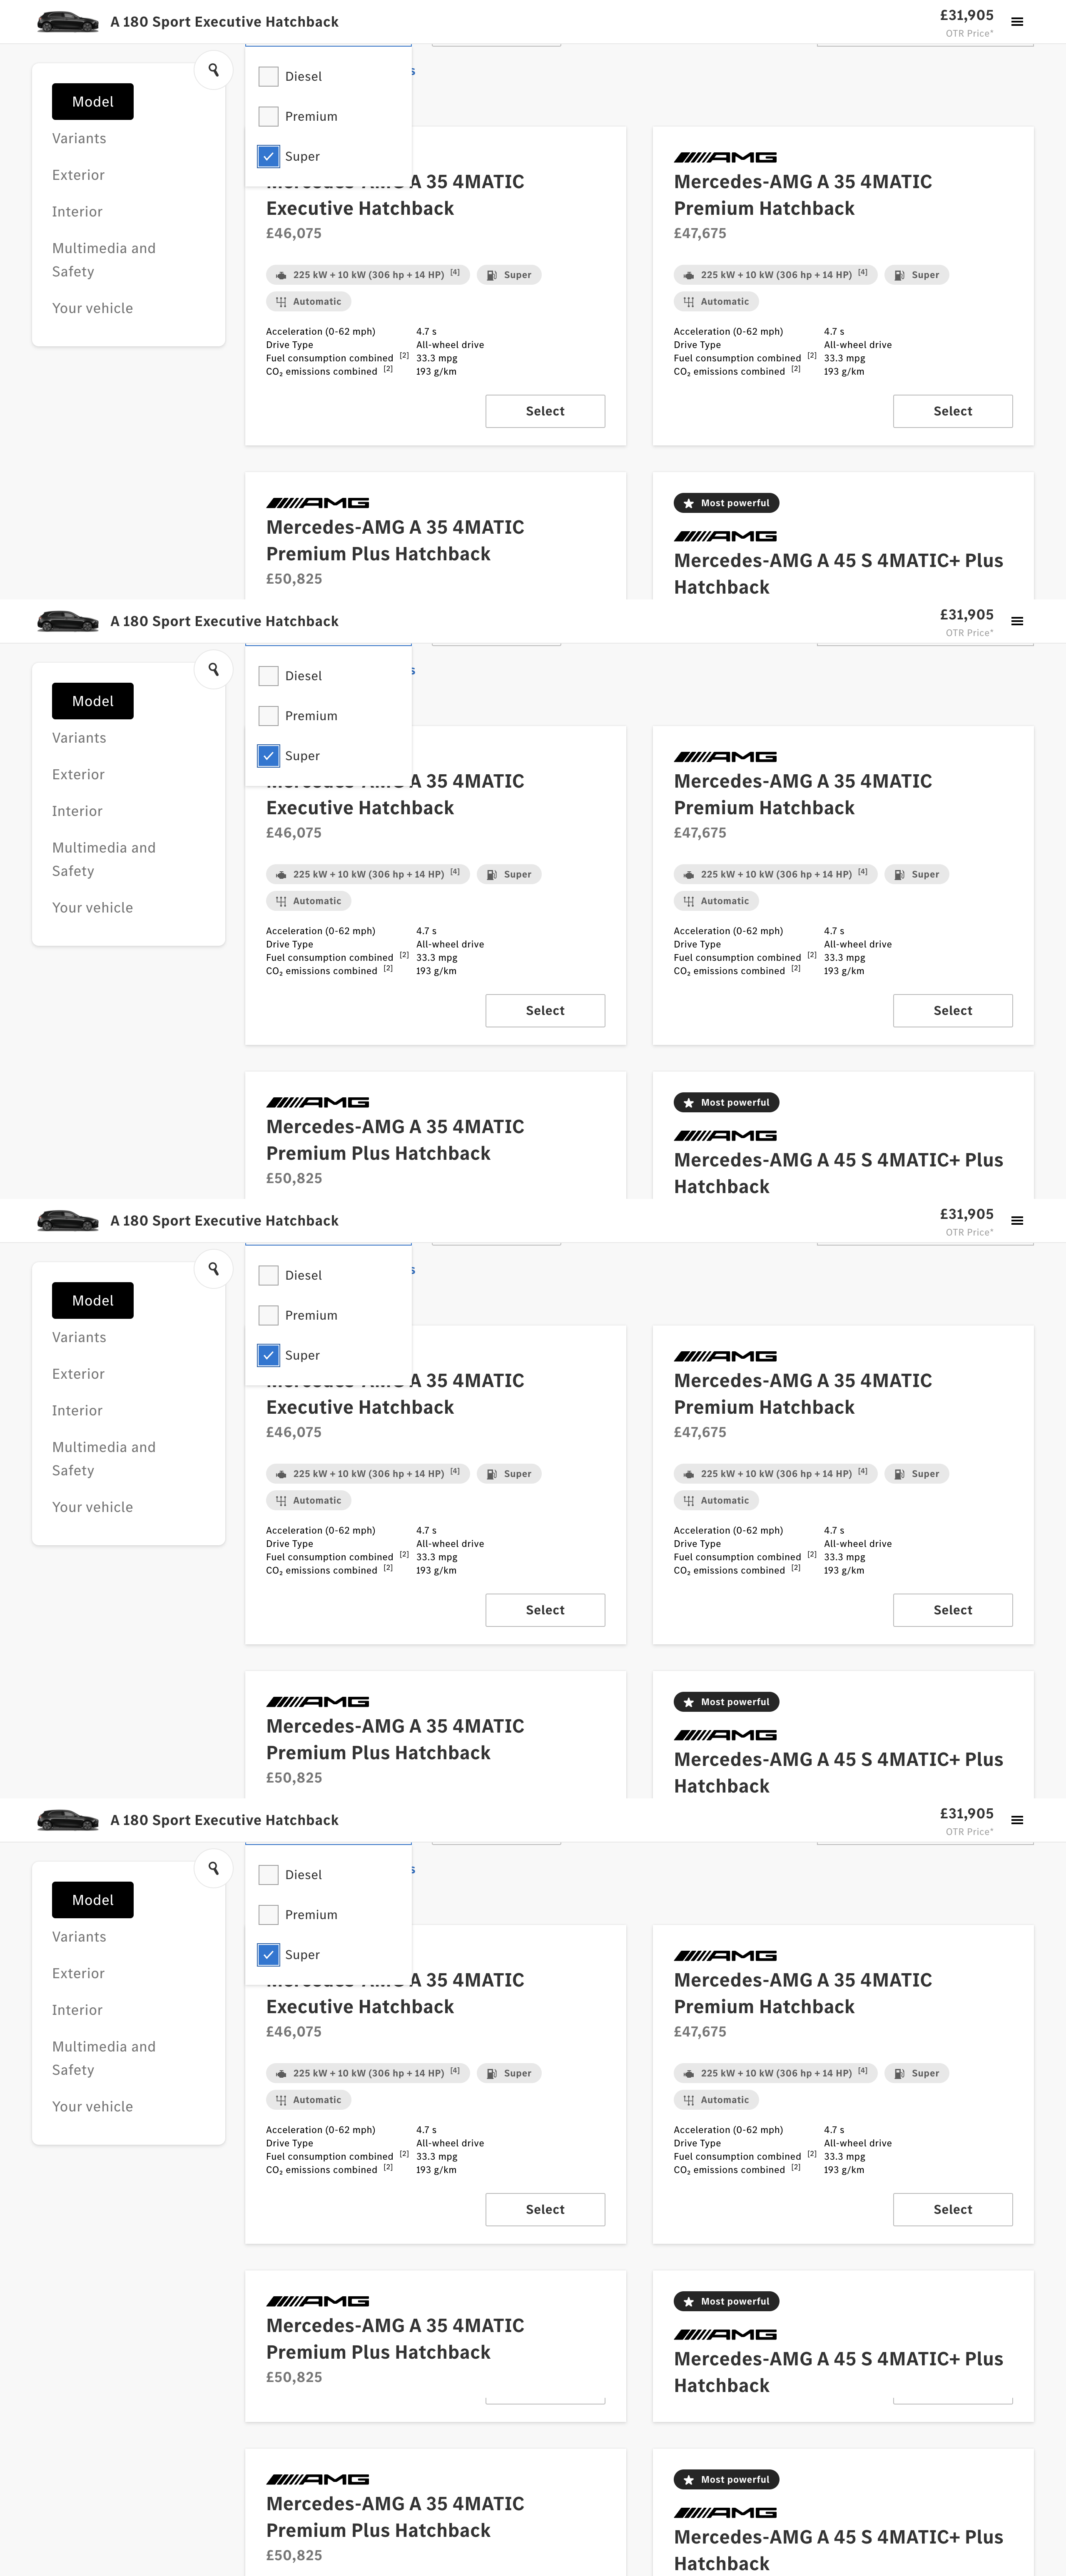 A 180 Sport Executive Hatchback
£31,905
OTR Price*
Model
Variants
Exterior
Interior
Multimedia and
Safety
Your vehicle
Diesel
Premium
Super
Mercedes-AMG A 35 4MATIC
Executive Hatchback
£46,075
225 kW + 10 kW (306 hp + 14 HP) [4]
Super
Automatic
Acceleration (0-62 mph) 4.7 s
Drive Type All-wheel drive
Fuel consumption combined [2] 33.3 mpg
CO₂ emissions combined [2] 193 g/km
Select
AMG
Mercedes-AMG A 35 4MATIC
Premium Hatchback
£47,675
225 kW + 10 kW (306 hp + 14 HP) [4]
Super
Automatic
Acceleration (0-62 mph) 4.7 s
Drive Type All-wheel drive
Fuel consumption combined [2] 33.3 mpg
CO₂ emissions combined [2] 193 g/km
Select
AMG
Mercedes-AMG A 35 4MATIC
Premium Plus Hatchback
£50,825
Most powerful
AMG
Mercedes-AMG A 45 S 4MATIC+ Plus
Hatchback
A 180 Sport Executive Hatchback
£31,905
OTR Price*
Model
Variants
Exterior
Interior
Multimedia and
Safety
Your vehicle
Diesel
Premium
Super
Mercedes-AMG A 35 4MATIC
Executive Hatchback
£46,075
225 kW + 10 kW (306 hp + 14 HP) [4]
Super
Automatic
Acceleration (0-62 mph) 4.7 s
Drive Type All-wheel drive
Fuel consumption combined [2] 33.3 mpg
CO₂ emissions combined [2] 193 g/km
Select
AMG
Mercedes-AMG A 35 4MATIC
Premium Hatchback
£47,675
225 kW + 10 kW (306 hp + 14 HP) [4]
Super
Automatic
Acceleration (0-62 mph) 4.7 s
Drive Type All-wheel drive
Fuel consumption combined [2] 33.3 mpg
CO₂ emissions combined [2] 193 g/km
Select
AMG
Mercedes-AMG A 35 4MATIC
Premium Plus Hatchback
£50,825
Most powerful
AMG
Mercedes-AMG A 45 S 4MATIC+ Plus
Hatchback
A 180 Sport Executive Hatchback
£31,905
OTR Price*
Model
Variants
Exterior
Interior
Multimedia and
Safety
Your vehicle
Diesel
Premium
Super
Mercedes-AMG A 35 4MATIC
Executive Hatchback
£46,075
225 kW + 10 kW (306 hp + 14 HP) [4]
Super
Automatic
Acceleration (0-62 mph) 4.7 s
Drive Type All-wheel drive
Fuel consumption combined [2] 33.3 mpg
CO₂ emissions combined [2] 193 g/km
Select
AMG
Mercedes-AMG A 35 4MATIC
Premium Hatchback
£47,675
225 kW + 10 kW (306 hp + 14 HP) [4]
Super
Automatic
Acceleration (0-62 mph) 4.7 s
Drive Type All-wheel drive
Fuel consumption combined [2] 33.3 mpg
CO₂ emissions combined [2] 193 g/km
Select
AMG
Mercedes-AMG A 35 4MATIC
Premium Plus Hatchback
£50,825
Most powerful
AMG
Mercedes-AMG A 45 S 4MATIC+ Plus
Hatchback
A 180 Sport Executive Hatchback
£31,905
OTR Price*
Model
Variants
Exterior
Interior
Multimedia and
Safety
Your vehicle
Diesel
Premium
Super
Mercedes-AMG A 35 4MATIC
Executive Hatchback
£46,075
225 kW + 10 kW (306 hp + 14 HP) [4]
Super
Automatic
Acceleration (0-62 mph) 4.7 s
Drive Type All-wheel drive
Fuel consumption combined [2] 33.3 mpg
CO₂ emissions combined [2] 193 g/km
Select
AMG
Mercedes-AMG A 35 4MATIC
Premium Hatchback
£47,675
225 kW + 10 kW (306 hp + 14 HP) [4]
Super
Automatic
Acceleration (0-62 mph) 4.7 s
Drive Type All-wheel drive
Fuel consumption combined [2] 33.3 mpg
CO₂ emissions combined [2] 193 g/km
Select
AMG
Mercedes-AMG A 35 4MATIC
Premium Plus Hatchback
£50,825
Most powerful
AMG
Mercedes-AMG A 45 S 4MATIC+ Plus
Hatchback
AMG
Mercedes-AMG A 35 4MATIC
Premium Plus Hatchback
£50,825
Most powerful
AMG
Mercedes-AMG A 45 S 4MATIC+ Plus
Hatchback